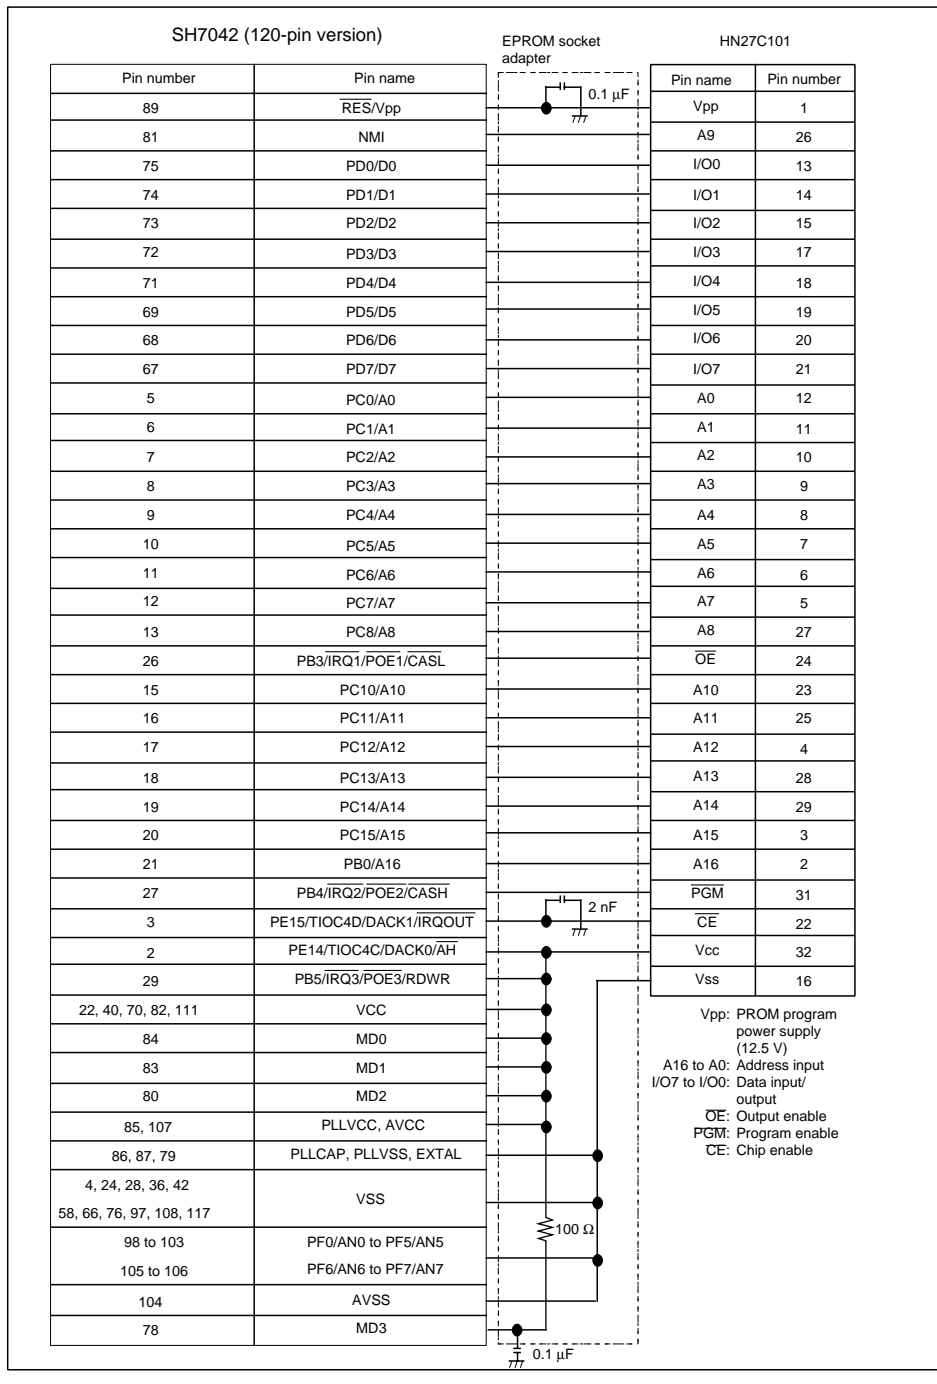 SH7042 (120-pin version)
EPROM socket
adapter
HN27C101
Pin number Pin name
Pin name Pin number
89 RES/Vpp 0.1 μF Vpp 1
81 NMI A9 26
75 PD0/D0 I/O0 13
74 PD1/D1 I/O1 14
73 PD2/D2 I/O2 15
72 PD3/D3 I/O3 17
71 PD4/D4 I/O4 18
69 PD5/D5 I/O5 19
68 PD6/D6 I/O6 20
67 PD7/D7 I/O7 21
5 PC0/A0 A0 12
6 PC1/A1 A1 11
7 PC2/A2 A2 10
8 PC3/A3 A3 9
9 PC4/A4 A4 8
10 PC5/A5 A5 7
11 PC6/A6 A6 6
12 PC7/A7 A7 5
13 PC8/A8 A8 27
26 PB3/IRQ1/POE1/CASL OE 24
15 PC10/A10 A10 23
16 PC11/A11 A11 25
17 PC12/A12 A12 4
18 PC13/A13 A13 28
19 PC14/A14 A14 29
20 PC15/A15 A15 3
21 PB0/A16 A16 2
27 PB4/IRQ2/POE2/CASH PGM 31
3 PE15/TIOC4D/DACK1/IRQOUT 2 nF CE 22
2 PE14/TIOC4C/DACK0/AH Vcc 32
29 PB5/IRQ3/POE3/RDWR Vss 16
22, 40, 70, 82, 111 VCC
84 MD0
83 MD1
80 MD2
85, 107 PLLVCC, AVCC
86, 87, 79 PLLCAP, PLLVSS, EXTAL
4, 24, 28, 36, 42
58, 66, 76, 97, 108, 117 VSS
98 to 103 PF0/AN0 to PF5/AN5
105 to 106 PF6/AN6 to PF7/AN7
104 AVSS
78 MD3
100 Ω
0.1 μF
Vpp: PROM program
power supply
(12.5 V)
A16 to A0: Address input
I/O7 to I/O0: Data input/
output
OE: Output enable
PGM: Program enable
CE: Chip enable